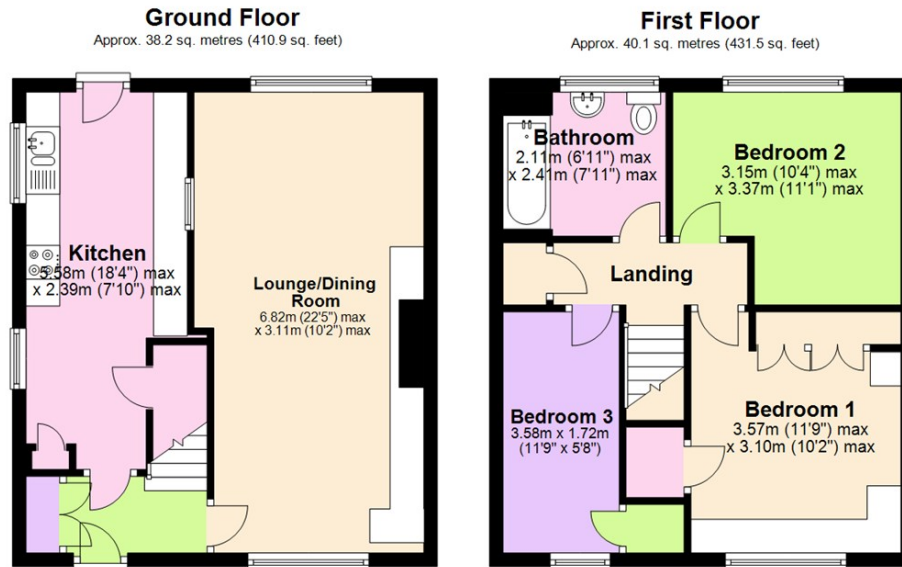 Ground Floor
Approx. 38.2 sq. metres (410.9 sq. feet)
Kitchen
5.58m (18'4") max
x 2.39m (7'10") max
Lounge/Dining
Room
6.82m (22'5") max
x 3.11m (10'2") max
First Floor
Approx. 40.1 sq. metres (431.5 sq. feet)
Bathroom
2.11m (6'11") max
x 2.41m (7'11") max
Bedroom 2
3.15m (10'4") max
x 3.37m (11'1") max
Landing
Bedroom 3
3.58m x 1.72m
(11'9" x 5'8")
Bedroom 1
3.57m (11'9") max
x 3.10m (10'2") max